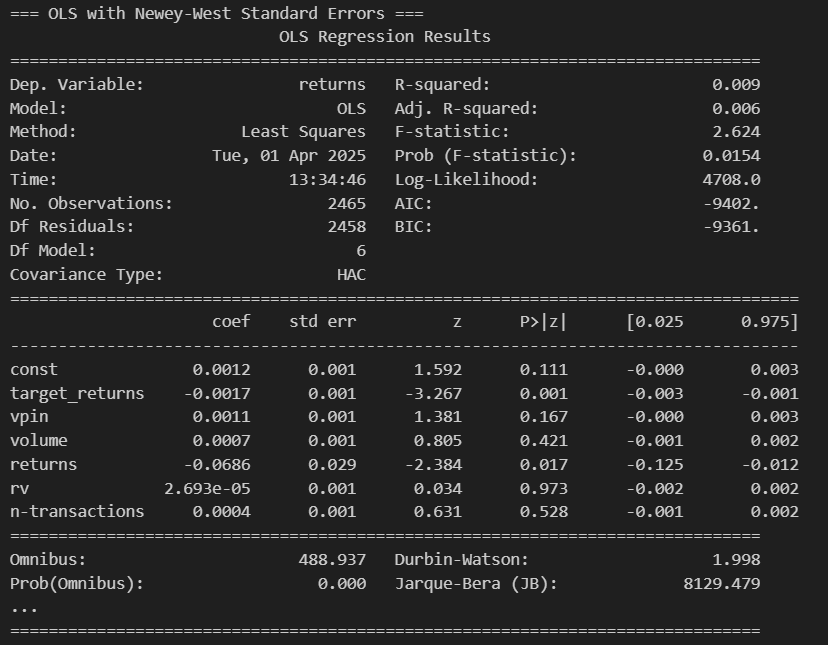 === OLS with Newey-West Standard Errors ===
OLS Regression Results
==============================================================================
Dep. Variable: returns R-squared: 0.009
Model: OLS Adj. R-squared: 0.006
Method: Least Squares F-statistic: 2.624
Date: Tue, 01 Apr 2025 Prob (F-statistic): 0.0154
Time: 13:34:46 Log-Likelihood: 4708.0
No. Observations: 2465 AIC: -9402.
Df Residuals: 2458 BIC: -9361.
Df Model: 6
Covariance Type: HAC
==================================================================================
coef std err z P>|z| [0.025 0.975]
----------------------------------------------------------------------------------
const 0.0012 0.001 1.592 0.111 -0.000 0.003
target_returns -0.0017 0.001 -3.267 0.001 -0.003 -0.001
vpin 0.0011 0.001 1.381 0.167 -0.000 0.003
volume 0.0007 0.001 0.805 0.421 -0.001 0.002
returns -0.0686 0.029 -2.384 0.017 -0.125 -0.012
rv 2.693e-05 0.001 0.034 0.973 -0.002 0.002
n-transactions 0.0004 0.001 0.631 0.528 -0.001 0.002
==============================================================================
Omnibus: 488.937 Durbin-Watson: 1.998
Prob(Omnibus): 0.000 Jarque-Bera (JB): 8129.479
...
==============================================================================